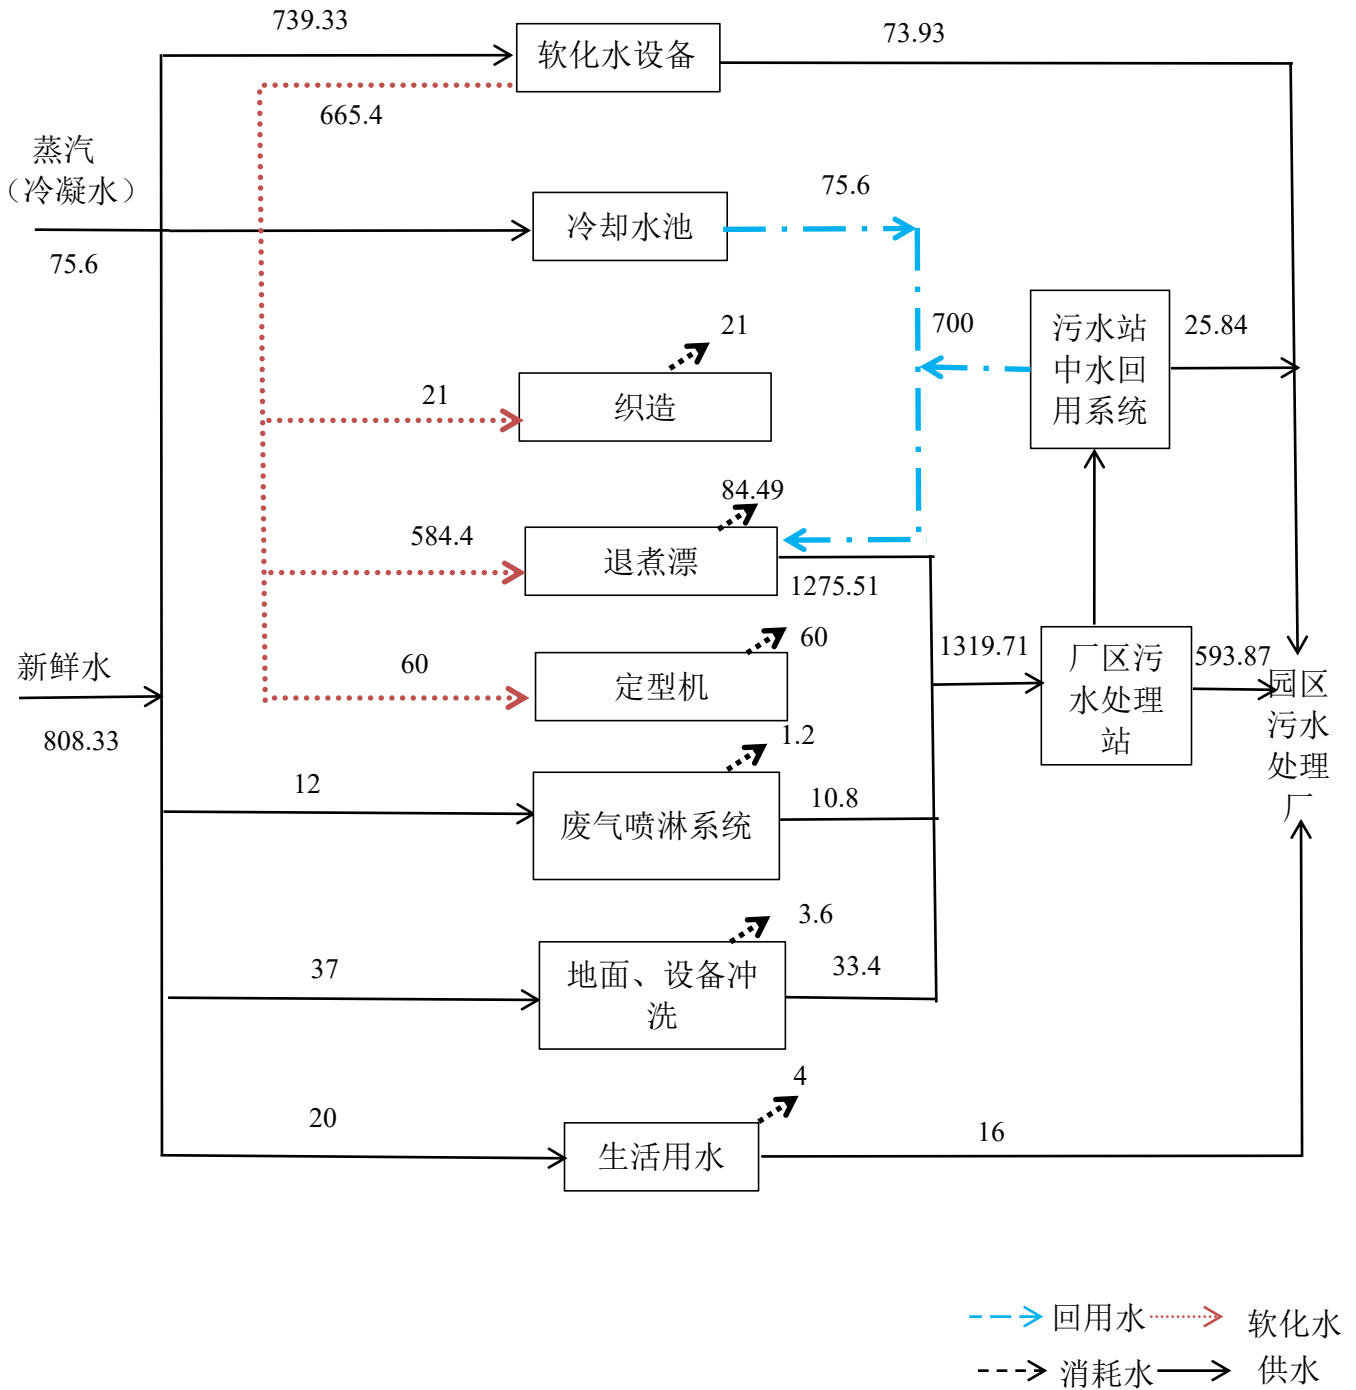 739.33
软化水设备
73.93
665.4
蒸汽
（冷凝水）
75.6
冷却水池
75.6
21
织造
21
700
污水站
中水回
用系统
25.84
84.49
584.4
退煮漂
1275.51
60
60
定型机
1319.71
厂区污
水处理
站
593.87
园区
污水
处理
厂
新鲜水
808.33
1.2
12
废气喷淋系统
10.8
3.6
37
地面、设备冲
洗
33.4
4
20
生活用水
16
回用水
软化水
消耗水
供水